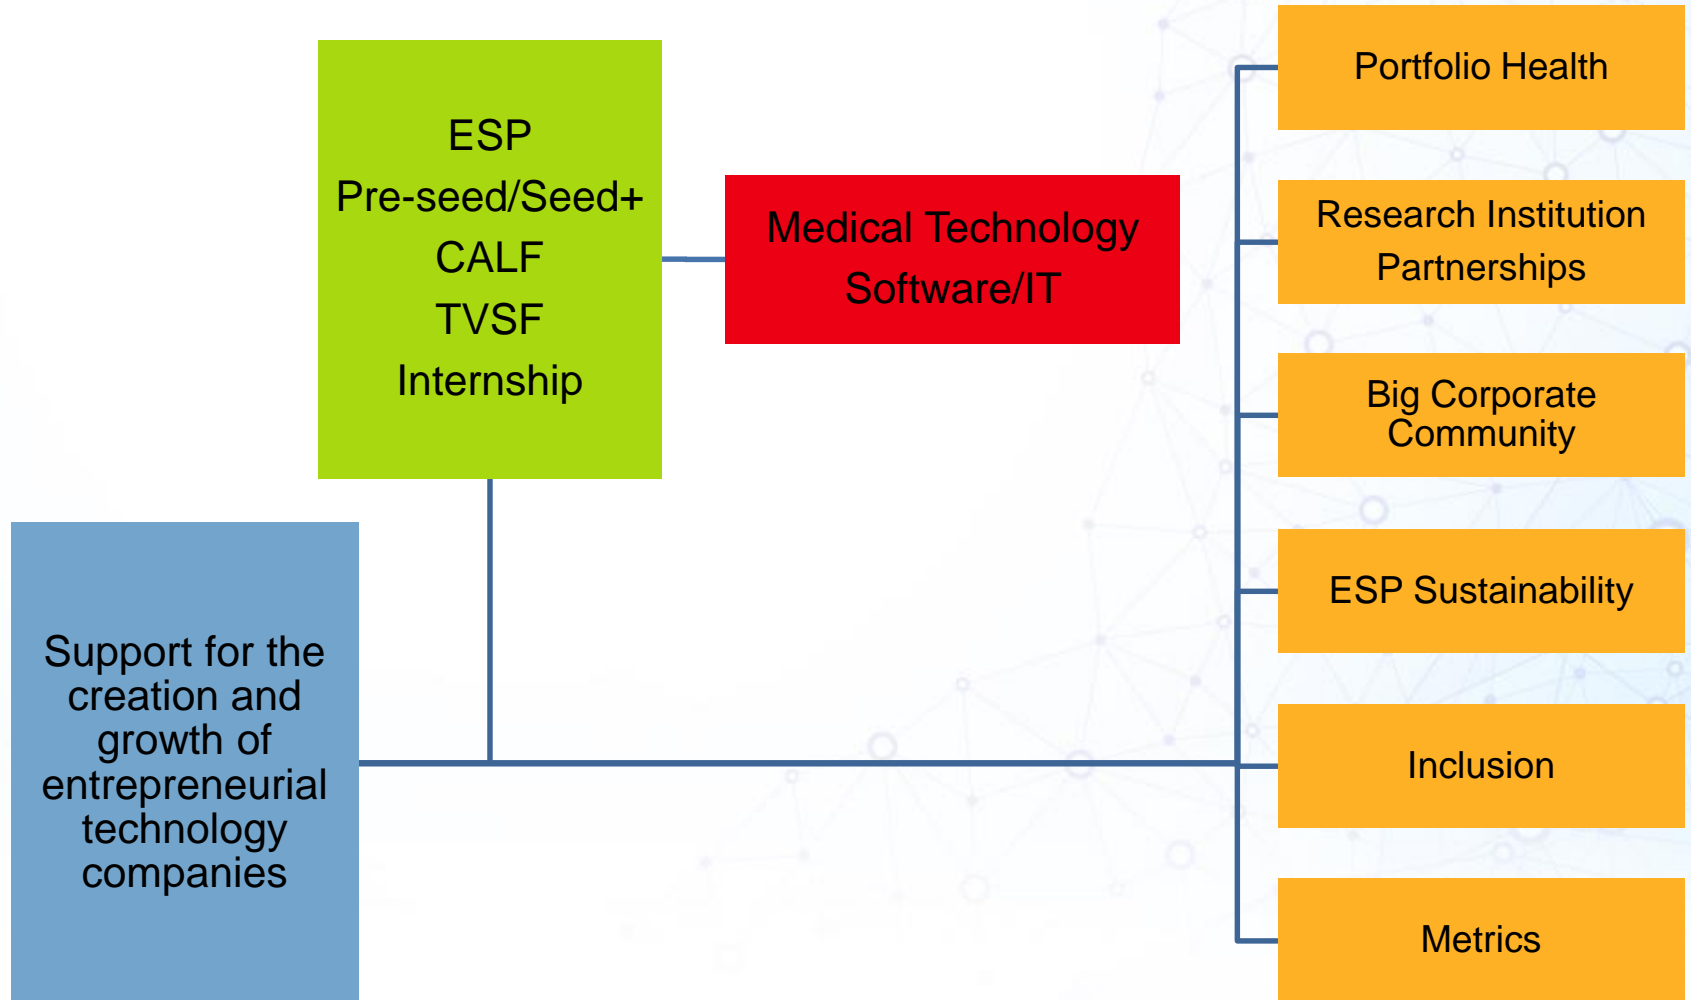 ESP
Pre-seed/Seed+
CALF
TVSF
Internship
Medical Technology
Software/IT
Support for the
creation and
growth of
entrepreneurial
technology
companies
Portfolio Health
Research Institution
Partnerships
Big Corporate
Community
ESP Sustainability
Inclusion
Metrics